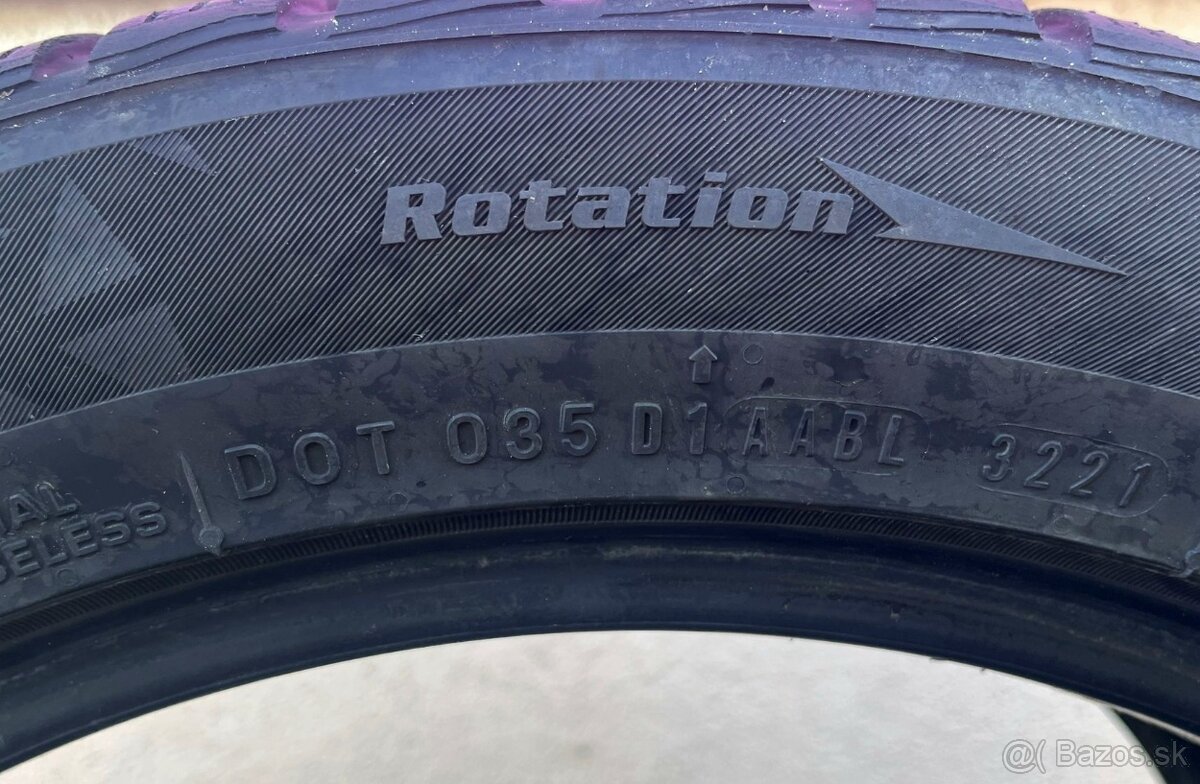 Rotation
DOT 035 D1 AABL 3221
@( Bazos.sk